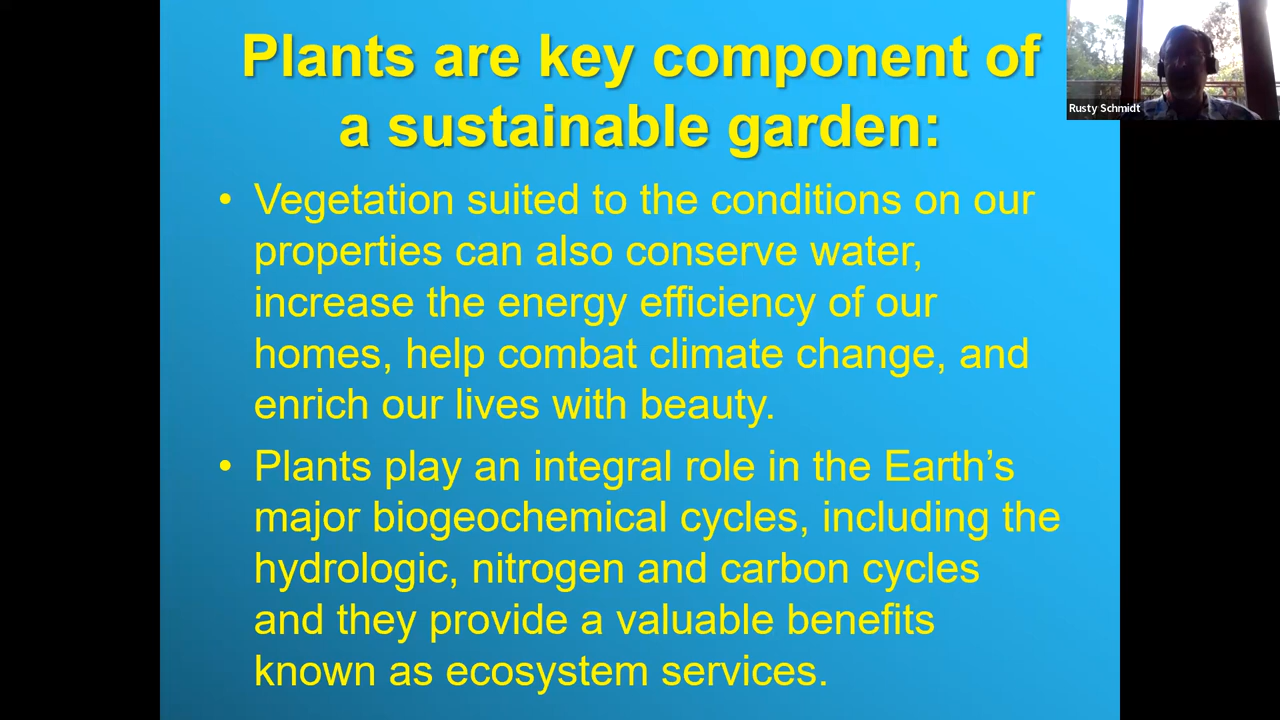 Plants are key component of
a sustainable garden:
• Vegetation suited to the conditions on our
properties can also conserve water,
increase the energy efficiency of our
homes, help combat climate change, and
enrich our lives with beauty.
• Plants play an integral role in the Earth’s
major biogeochemical cycles, including the
hydrologic, nitrogen and carbon cycles
and they provide a valuable benefits
known as ecosystem services.
Rusty Schmidt